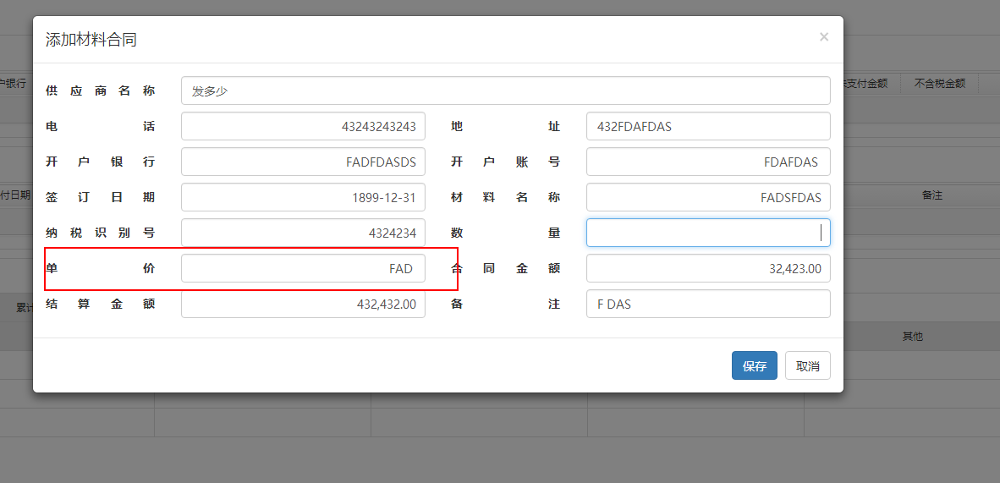 添加材料合同 ×
户银行 未支付金额 不含税金额
供应商名称 发多少
电话 43243243243 地址 432FDAFDAS
开户银行 FADFDASDS 开户账号 FDAFDAS
付日期 签订日期 1899-12-31 材料名称 FADSFDAS 备注
纳税识别号 4324234 数量
单价 FAD 合同金额 32,423.00
累计 结算金额 432,432.00 备注 F DAS
其他
保存 取消